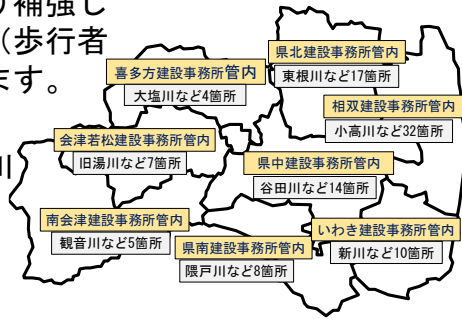 り補強し
（歩行者
ます。
川
県北建設事務所管内
東根川など17箇所
喜多方建設事務所管内
大塩川など4箇所
相双建設事務所管内
小高川など32箇所
会津若松建設事務所管内
旧湯川など7箇所
県中建設事務所管内
谷田川など14箇所
南会津建設事務所管内
観音川など5箇所
県南建設事務所管内
隈戸川など8箇所
いわき建設事務所管内
新川など10箇所